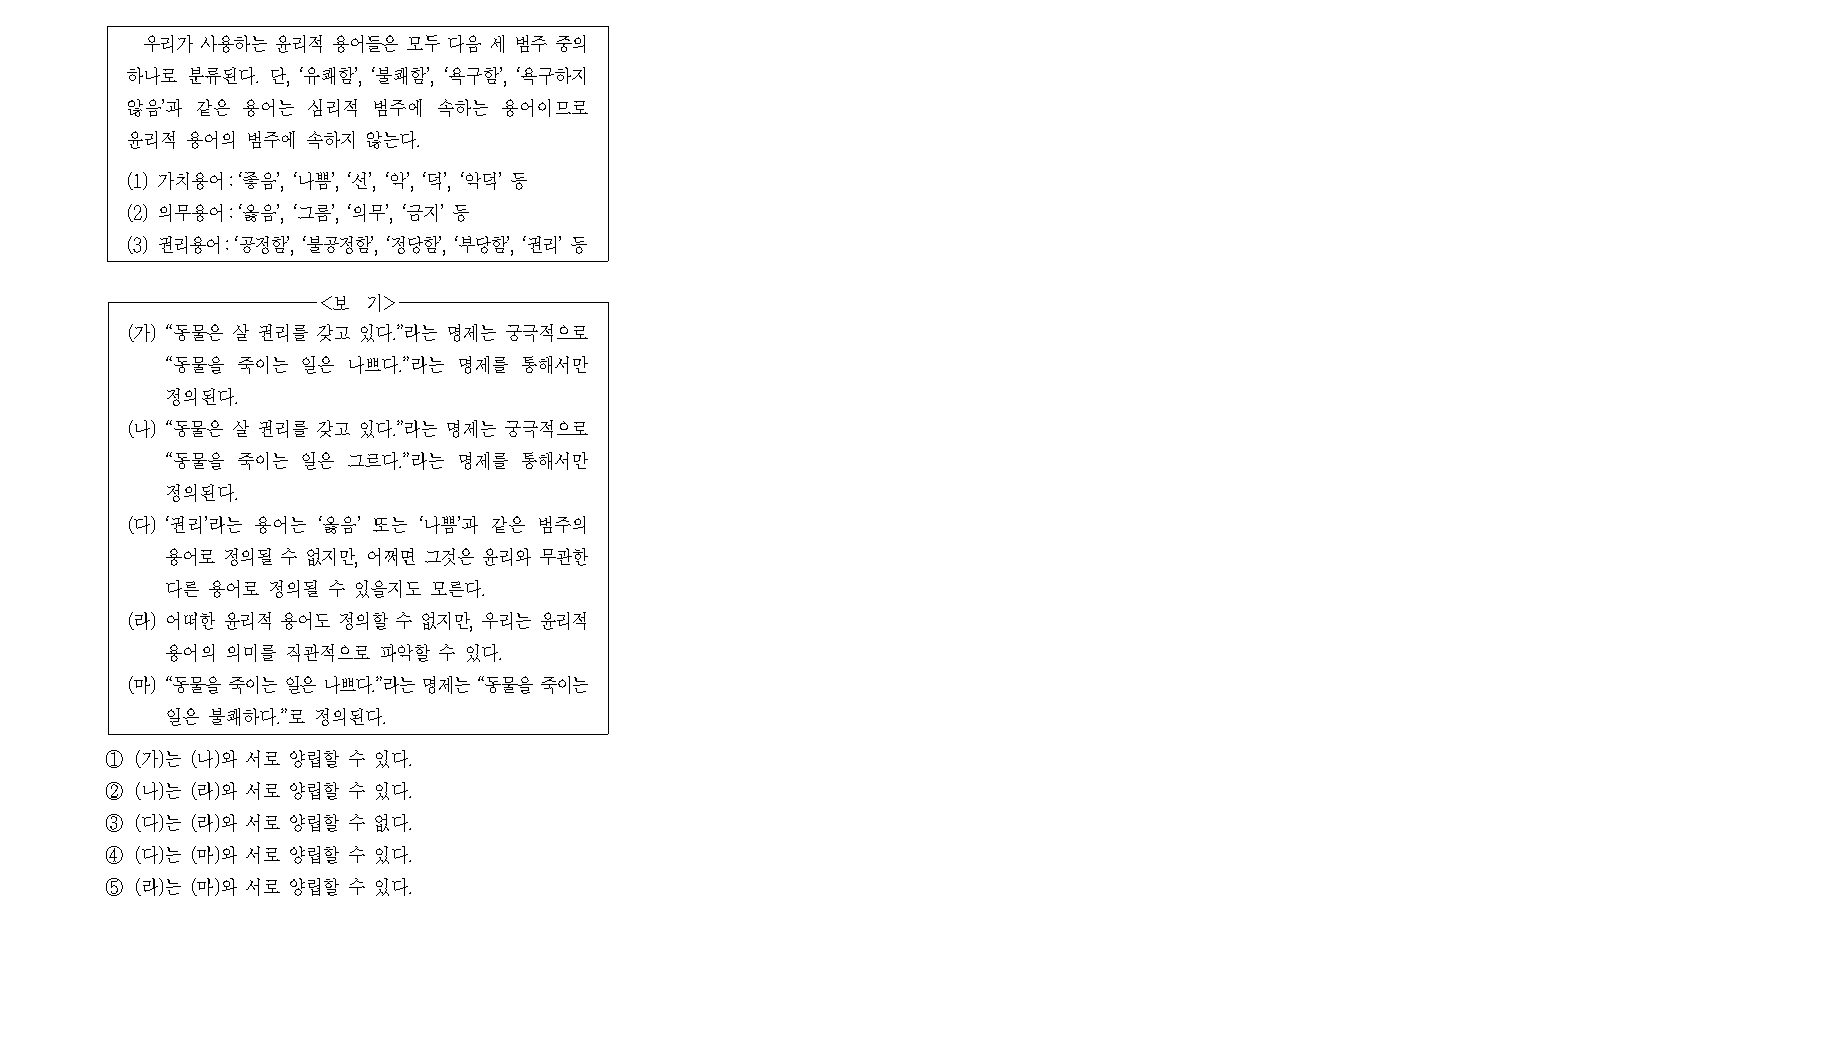 우리가 사용하는 윤리적 용어들은 모두 다음 세 범주 중의
하나로 분류된다. 단, ‘유쾌함’, ‘불쾌함’, ‘욕구함’, ‘욕구하지
않음’과 같은 용어는 심리적 범주에 속하는 용어이므로
윤리적 용어의 범주에 속하지 않는다.
(1) 가치용어 : ‘좋음’, ‘나쁨’, ‘선’, ‘악’, ‘덕’, ‘악덕’ 등
(2) 의무용어 : ‘옳음’, ‘그름’, ‘의무’, ‘금지’ 등
(3) 권리용어 : ‘공정함’, ‘불공정함’, ‘정당함’, ‘부당함’, ‘권리’ 등
<보 기>
(가) “동물은 살 권리를 갖고 있다.”라는 명제는 궁극적으로
“동물을 죽이는 일은 나쁘다.”라는 명제를 통해서만
정의된다.
(나) “동물은 살 권리를 갖고 있다.”라는 명제는 궁극적으로
“동물을 죽이는 일은 그르다.”라는 명제를 통해서만
정의된다.
(다) ‘권리’라는 용어는 ‘옳음’ 또는 ‘나쁨’과 같은 범주의
용어로 정의될 수 없지만, 어쩌면 그것은 윤리와 무관한
다른 용어로 정의될 수 있을지도 모른다.
(라) 어떠한 윤리적 용어도 정의할 수 없지만, 우리는 윤리적
용어의 의미를 직관적으로 파악할 수 있다.
(마) “동물을 죽이는 일은 나쁘다.”라는 명제는 “동물을 죽이는
일은 불쾌하다.”로 정의된다.
① (가)는 (나)와 서로 양립할 수 있다.
② (나)는 (라)와 서로 양립할 수 있다.
③ (다)는 (라)와 서로 양립할 수 없다.
④ (다)는 (마)와 서로 양립할 수 있다.
⑤ (라)는 (마)와 서로 양립할 수 있다.